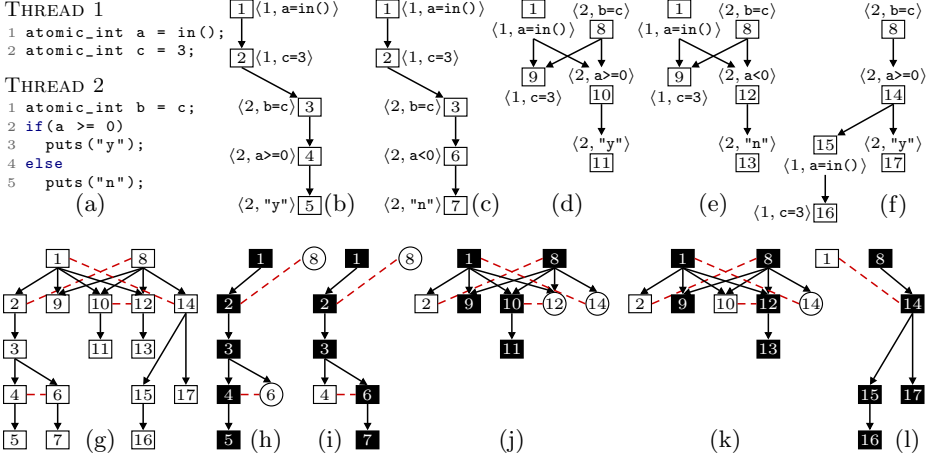 THREAD 1
1 atomic_int a = in();
2 atomic_int c = 3;
THREAD 2
1 atomic_int b = c;
2 if(a >= 0)
3 puts("y");
4 else
5 puts("n");
(a)
1 ⟨1, a=in()⟩
2 ⟨1, c=3⟩
⟨2, b=c⟩ 3
⟨2, a>=0⟩ 4
⟨2, "y"⟩ 5
(b)
1 ⟨1, a=in()⟩
2 ⟨1, c=3⟩
⟨2, b=c⟩ 3
⟨2, a<0⟩ 6
⟨2, "n"⟩ 7
(c)
1 ⟨2, b=c⟩
⟨1, a=in()⟩ 8
9 ⟨2, a>=0⟩
⟨1, c=3⟩ 10
⟨2, "y"⟩
11
(d)
1 ⟨2, b=c⟩
⟨1, a=in()⟩ 8
9 ⟨2, a<0⟩
⟨1, c=3⟩ 12
⟨2, "n"⟩
13
(e)
⟨2, b=c⟩
8
⟨2, a>=0⟩
14
15 ⟨2, "y"⟩
⟨1, a=in()⟩ 17
⟨1, c=3⟩ 16
(f)
1 8
2 9 10 12 14
3 11 13
4 6 15 17
5 7 16
(g)
1 8
2
3
4 6
5
(h)
1 8
2
3
4 6
7
(i)
1 8
2 9 10 12 14
11
(j)
1 8
2 9 10 12 14
13
(k)
1 8
14
15 17
16
(l)